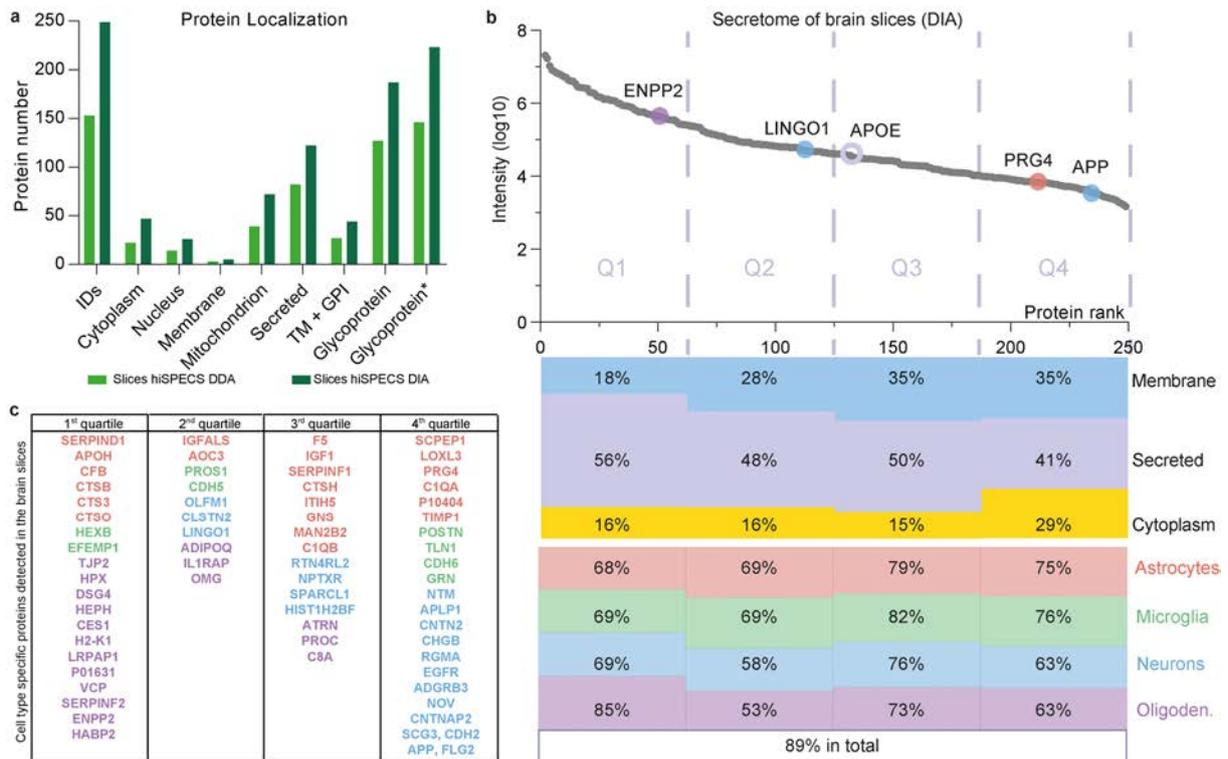 a
Protein Localization
Protein number
250
200
150
100
50
0
IDs
Cytoplasm
Nucleus
Membrane
Mitochondrion
Secreted
TM + GPI
Glycoprotein
Glycoprotein*
Slices hiSPECS DDA
Slices hiSPECS DIA
b
Secretome of brain slices (DIA)
Intensity (log10)
8
6
4
2
0
ENPP2
LINGO1
APOE
PRG4
APP
Q1
Q2
Q3
Q4
Protein rank
0
50
100
150
200
250
18%
28%
35%
35%
Membrane
56%
48%
50%
41%
Secreted
16%
16%
15%
29%
Cytoplasm
68%
69%
79%
75%
Astrocytes
69%
69%
82%
76%
Microglia
69%
58%
76%
63%
Neurons
85%
53%
73%
63%
Oligoden.
89% in total
c
Cell type specific proteins detected in the brain slices
1st quartile
SERPIND1
APOH
CFB
CTSB
CTS3
CTSO
HEXB
EFEMP1
TJP2
HPX
DSG4
HEPH
CES1
H2-K1
LRPAP1
P01631
VCP
SERPINF2
ENPP2
HABP2
2nd quartile
IGFALS
AOC3
PROS1
CDH5
OLFM1
CLSTN2
LINGO1
ADIPOQ
IL1RAP
OMG
3rd quartile
F5
IGF1
SERPINF1
CTSH
ITIH5
GNS
MAN2B2
C1QB
RTN4RL2
NPTXR
SPARCL1
HIST1H2BF
ATRN
PROC
C8A
4th quartile
SCPEP1
LOXL3
PRG4
C1QA
P10404
TIMP1
POSTN
TLN1
CDH6
GRN
NTM
APLP1
CNTN2
CHGB
RGMA
EGFR
ADGRB3
NOV
CNTNAP2
SCG3, CDH2
APP, FLG2